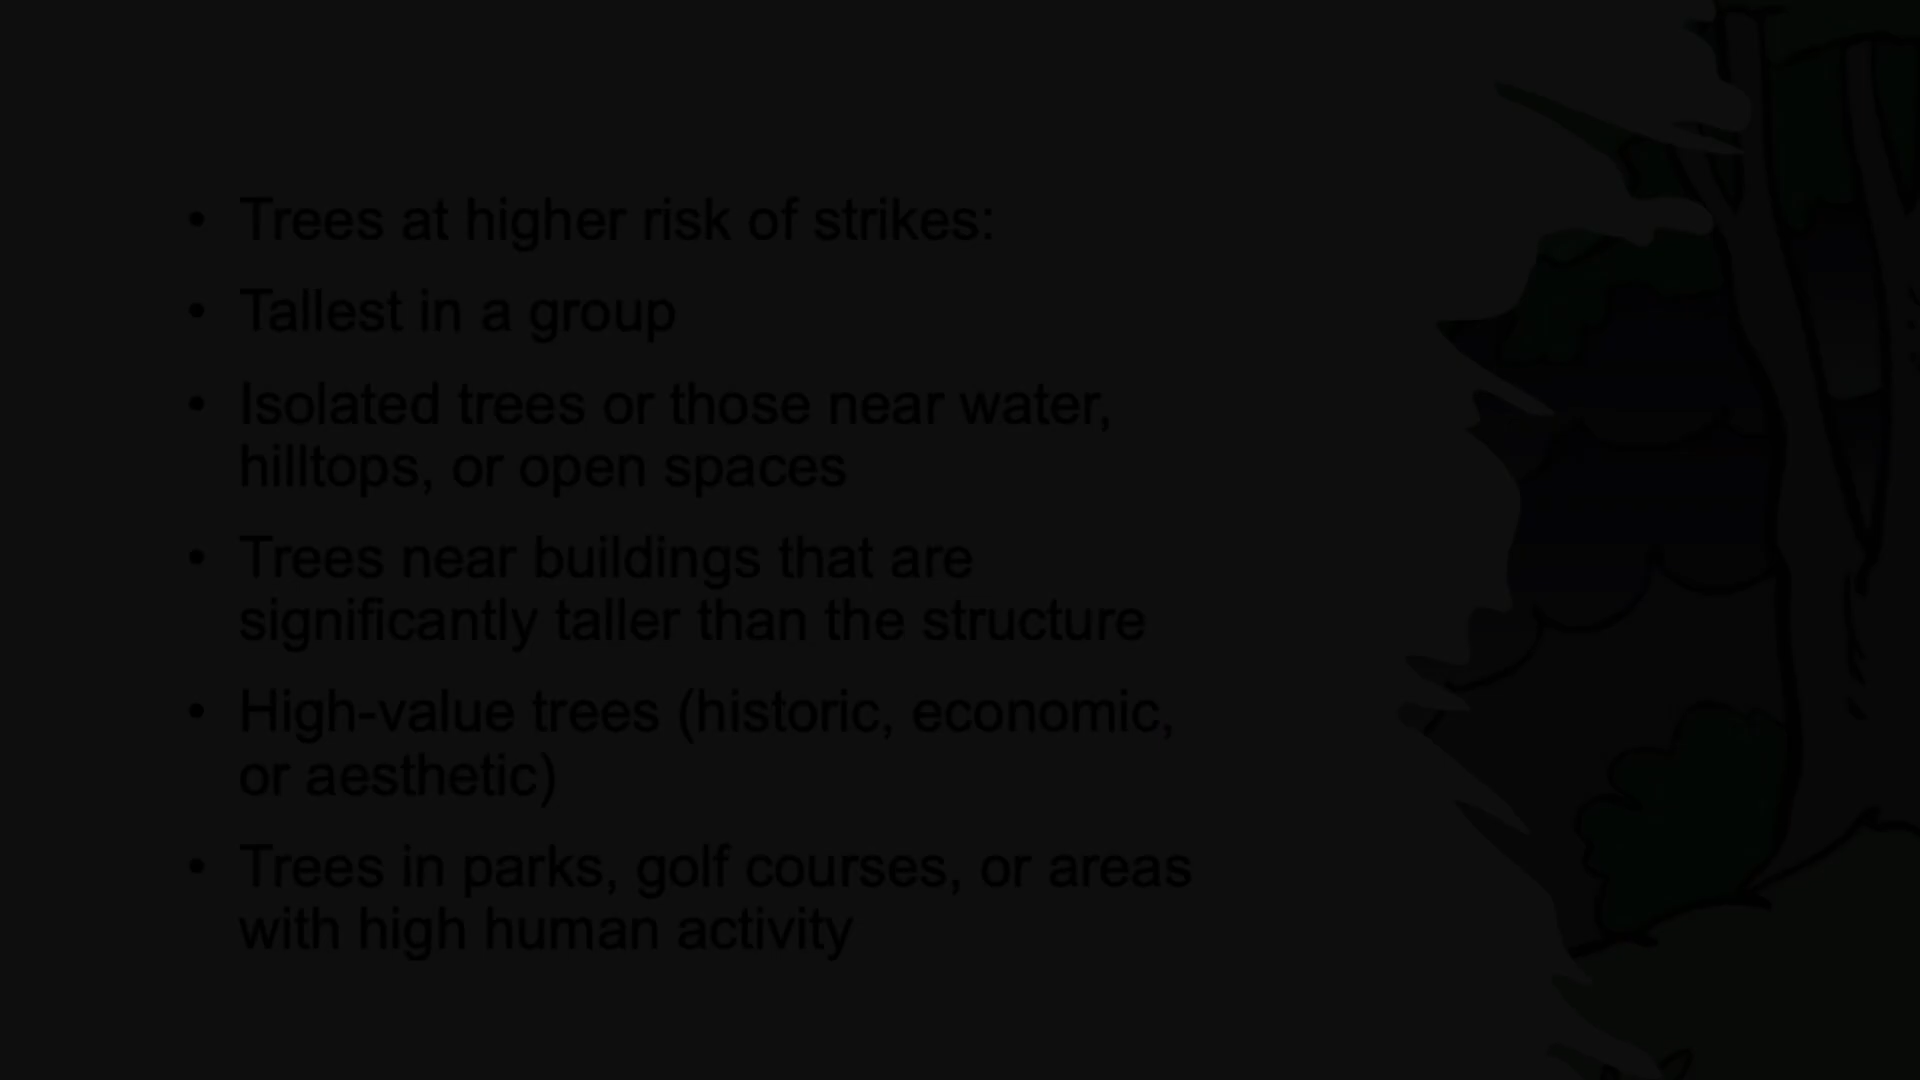 • Trees at higher risk of strikes:
• Tallest in a group
• Isolated trees or those near water,
hilltops, or open spaces
• Trees near buildings that are
significantly taller than the structure
• High-value trees (historic, economic,
or aesthetic)
• Trees in parks, golf courses, or areas
with high human activity